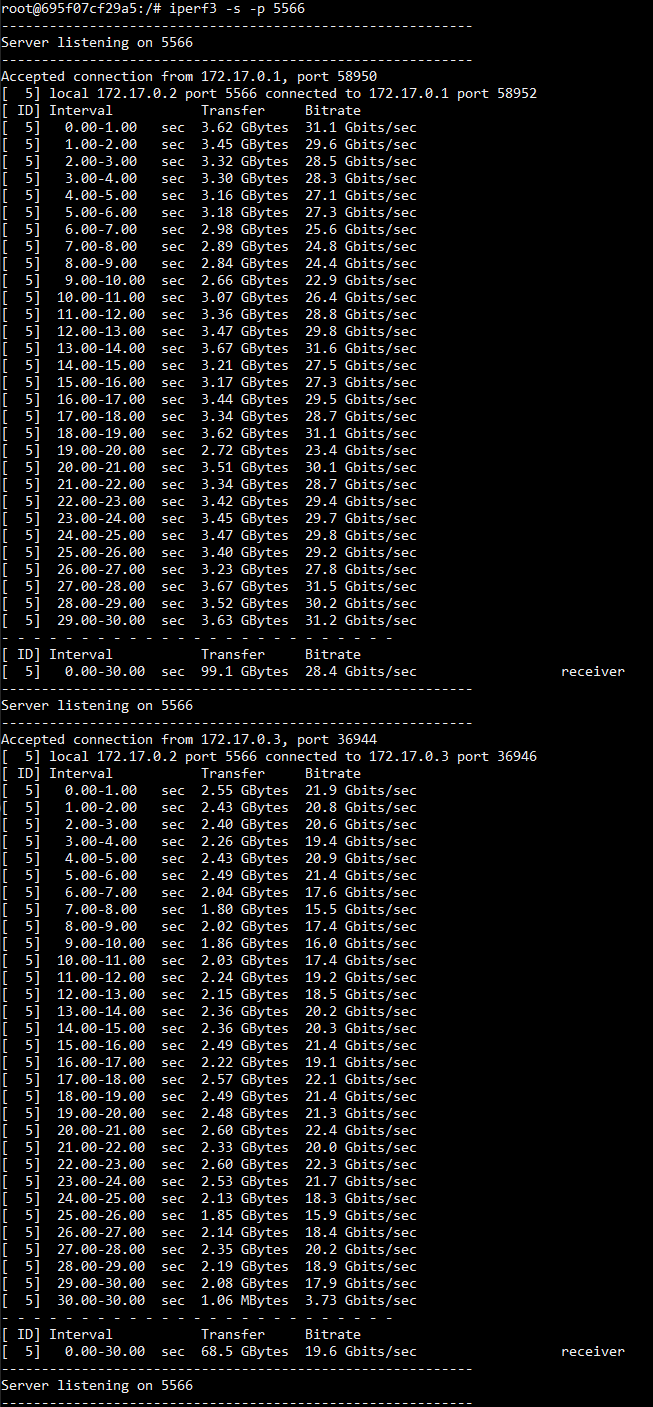 root@695f07cf29a5:/# iperf3 -s -p 5566
-----------------------------------------------------------
Server listening on 5566
-----------------------------------------------------------
Accepted connection from 172.17.0.1, port 58950
[  5] local 172.17.0.2 port 5566 connected to 172.17.0.1 port 58952
[ ID] Interval           Transfer     Bitrate
[  5]   0.00-1.00   sec  3.62 GBytes  31.1 Gbits/sec
[  5]   1.00-2.00   sec  3.45 GBytes  29.6 Gbits/sec
[  5]   2.00-3.00   sec  3.32 GBytes  28.5 Gbits/sec
[  5]   3.00-4.00   sec  3.30 GBytes  28.3 Gbits/sec
[  5]   4.00-5.00   sec  3.16 GBytes  27.1 Gbits/sec
[  5]   5.00-6.00   sec  3.18 GBytes  27.3 Gbits/sec
[  5]   6.00-7.00   sec  2.98 GBytes  25.6 Gbits/sec
[  5]   7.00-8.00   sec  2.89 GBytes  24.8 Gbits/sec
[  5]   8.00-9.00   sec  2.84 GBytes  24.4 Gbits/sec
[  5]   9.00-10.00  sec  2.66 GBytes  22.9 Gbits/sec
[  5]  10.00-11.00  sec  3.07 GBytes  26.4 Gbits/sec
[  5]  11.00-12.00  sec  3.36 GBytes  28.8 Gbits/sec
[  5]  12.00-13.00  sec  3.47 GBytes  29.8 Gbits/sec
[  5]  13.00-14.00  sec  3.67 GBytes  31.6 Gbits/sec
[  5]  14.00-15.00  sec  3.21 GBytes  27.5 Gbits/sec
[  5]  15.00-16.00  sec  3.17 GBytes  27.3 Gbits/sec
[  5]  16.00-17.00  sec  3.44 GBytes  29.5 Gbits/sec
[  5]  17.00-18.00  sec  3.34 GBytes  28.7 Gbits/sec
[  5]  18.00-19.00  sec  3.62 GBytes  31.1 Gbits/sec
[  5]  19.00-20.00  sec  2.72 GBytes  23.4 Gbits/sec
[  5]  20.00-21.00  sec  3.51 GBytes  30.1 Gbits/sec
[  5]  21.00-22.00  sec  3.34 GBytes  28.7 Gbits/sec
[  5]  22.00-23.00  sec  3.42 GBytes  29.4 Gbits/sec
[  5]  23.00-24.00  sec  3.45 GBytes  29.7 Gbits/sec
[  5]  24.00-25.00  sec  3.47 GBytes  29.8 Gbits/sec
[  5]  25.00-26.00  sec  3.40 GBytes  29.2 Gbits/sec
[  5]  26.00-27.00  sec  3.23 GBytes  27.8 Gbits/sec
[  5]  27.00-28.00  sec  3.67 GBytes  31.5 Gbits/sec
[  5]  28.00-29.00  sec  3.52 GBytes  30.2 Gbits/sec
[  5]  29.00-30.00  sec  3.63 GBytes  31.2 Gbits/sec
- - - - - - - - - - - - - - - - - - - - - - - - -
[ ID] Interval           Transfer     Bitrate
[  5]   0.00-30.00  sec  99.1 GBytes  28.4 Gbits/sec                  receiver
-----------------------------------------------------------
Server listening on 5566
-----------------------------------------------------------
Accepted connection from 172.17.0.3, port 36944
[  5] local 172.17.0.2 port 5566 connected to 172.17.0.3 port 36946
[ ID] Interval           Transfer     Bitrate
[  5]   0.00-1.00   sec  2.55 GBytes  21.9 Gbits/sec
[  5]   1.00-2.00   sec  2.43 GBytes  20.8 Gbits/sec
[  5]   2.00-3.00   sec  2.40 GBytes  20.6 Gbits/sec
[  5]   3.00-4.00   sec  2.26 GBytes  19.4 Gbits/sec
[  5]   4.00-5.00   sec  2.43 GBytes  20.9 Gbits/sec
[  5]   5.00-6.00   sec  2.49 GBytes  21.4 Gbits/sec
[  5]   6.00-7.00   sec  2.04 GBytes  17.6 Gbits/sec
[  5]   7.00-8.00   sec  1.80 GBytes  15.5 Gbits/sec
[  5]   8.00-9.00   sec  2.02 GBytes  17.4 Gbits/sec
[  5]   9.00-10.00  sec  1.86 GBytes  16.0 Gbits/sec
[  5]  10.00-11.00  sec  2.03 GBytes  17.4 Gbits/sec
[  5]  11.00-12.00  sec  2.24 GBytes  19.2 Gbits/sec
[  5]  12.00-13.00  sec  2.15 GBytes  18.5 Gbits/sec
[  5]  13.00-14.00  sec  2.36 GBytes  20.2 Gbits/sec
[  5]  14.00-15.00  sec  2.36 GBytes  20.3 Gbits/sec
[  5]  15.00-16.00  sec  2.49 GBytes  21.4 Gbits/sec
[  5]  16.00-17.00  sec  2.22 GBytes  19.1 Gbits/sec
[  5]  17.00-18.00  sec  2.57 GBytes  22.1 Gbits/sec
[  5]  18.00-19.00  sec  2.49 GBytes  21.4 Gbits/sec
[  5]  19.00-20.00  sec  2.48 GBytes  21.3 Gbits/sec
[  5]  20.00-21.00  sec  2.60 GBytes  22.4 Gbits/sec
[  5]  21.00-22.00  sec  2.33 GBytes  20.0 Gbits/sec
[  5]  22.00-23.00  sec  2.60 GBytes  22.3 Gbits/sec
[  5]  23.00-24.00  sec  2.53 GBytes  21.7 Gbits/sec
[  5]  24.00-25.00  sec  2.13 GBytes  18.3 Gbits/sec
[  5]  25.00-26.00  sec  1.85 GBytes  15.9 Gbits/sec
[  5]  26.00-27.00  sec  2.14 GBytes  18.4 Gbits/sec
[  5]  27.00-28.00  sec  2.35 GBytes  20.2 Gbits/sec
[  5]  28.00-29.00  sec  2.19 GBytes  18.9 Gbits/sec
[  5]  29.00-30.00  sec  2.08 GBytes  17.9 Gbits/sec
[  5]  30.00-30.00  sec  1.06 MBytes  3.73 Gbits/sec
- - - - - - - - - - - - - - - - - - - - - - - - -
[ ID] Interval           Transfer     Bitrate
[  5]   0.00-30.00  sec  68.5 GBytes  19.6 Gbits/sec                  receiver
-----------------------------------------------------------
Server listening on 5566
-----------------------------------------------------------